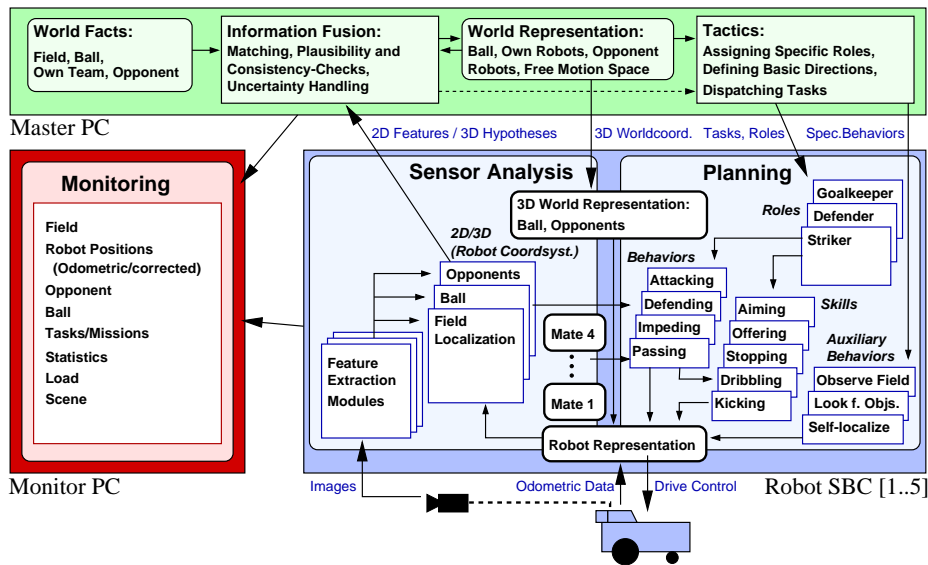 World Facts:
Field, Ball,
Own Team, Opponent
Information Fusion:
Matching, Plausibility and
Consistency-Checks,
Uncertainty Handling
World Representation:
Ball, Own Robots, Opponent
Robots, Free Motion Space
Tactics:
Assigning Specific Roles,
Defining Basic Directions,
Dispatching Tasks
Master PC
2D Features / 3D Hypotheses
3D Worldcoord.
Tasks, Roles
Spec.Behaviors
Monitoring
Field
Robot Positions
(Odometric/corrected)
Opponent
Ball
Tasks/Missions
Statistics
Load
Scene
Monitor PC
Sensor Analysis
Planning
3D World Representation:
Ball, Opponents
2D/3D
(Robot Coordsyst.)
Opponents
Ball
Field
Localization
Feature
Extraction
Modules
Mate 4
Mate 1
Roles
Goalkeeper
Defender
Striker
Behaviors
Attacking
Defending
Impeding
Passing
Skills
Aiming
Offering
Stopping
Dribbling
Kicking
Auxiliary
Behaviors
Observe Field
Look f. Objs.
Self-localize
Robot Representation
Images
Odometric Data
Drive Control
Robot SBC [1..5]